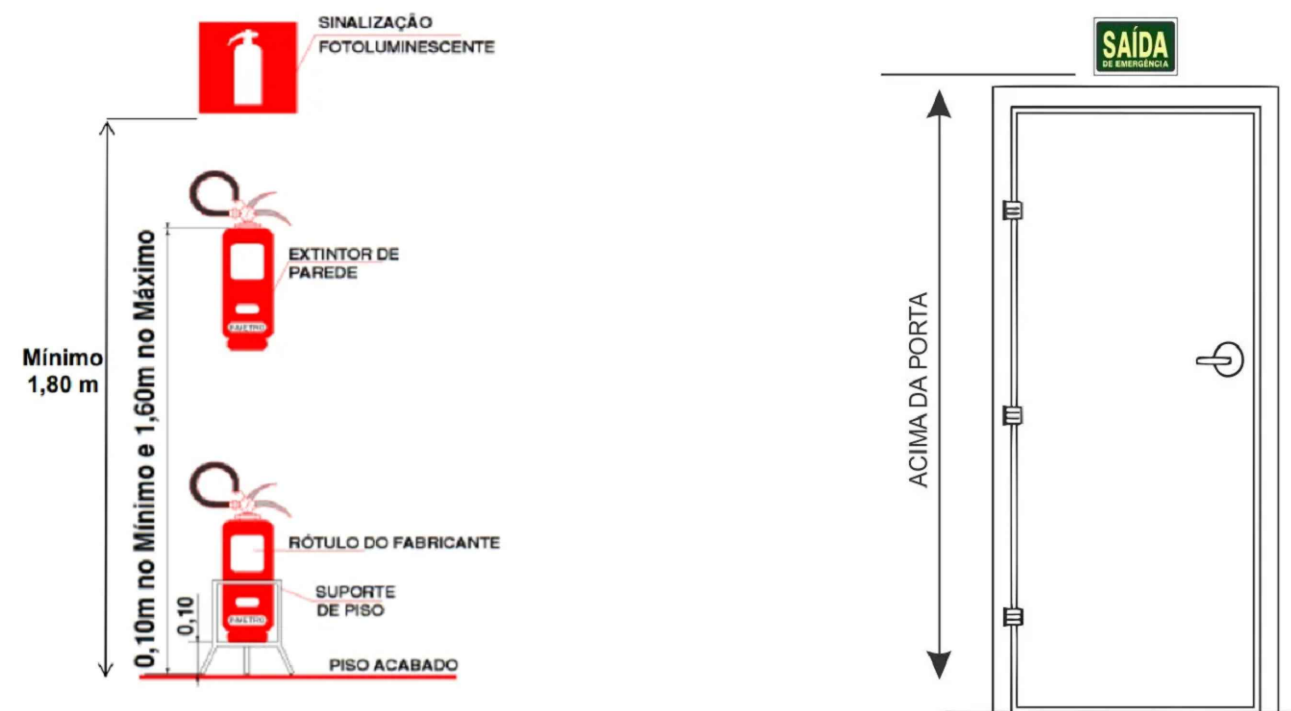 SINALIZAÇÃO
FOTOLUMINESCENTE
EXTINTOR DE
PAREDE
Mínimo
1,80 m
0,10m no Mínimo e 1,60m no Máximo
RÓTULO DO FABRICANTE
SUPORTE
DE PISO
0,10
PISO ACABADO
SAÍDA
DE EMERGÊNCIA
ACIMA DA PORTA